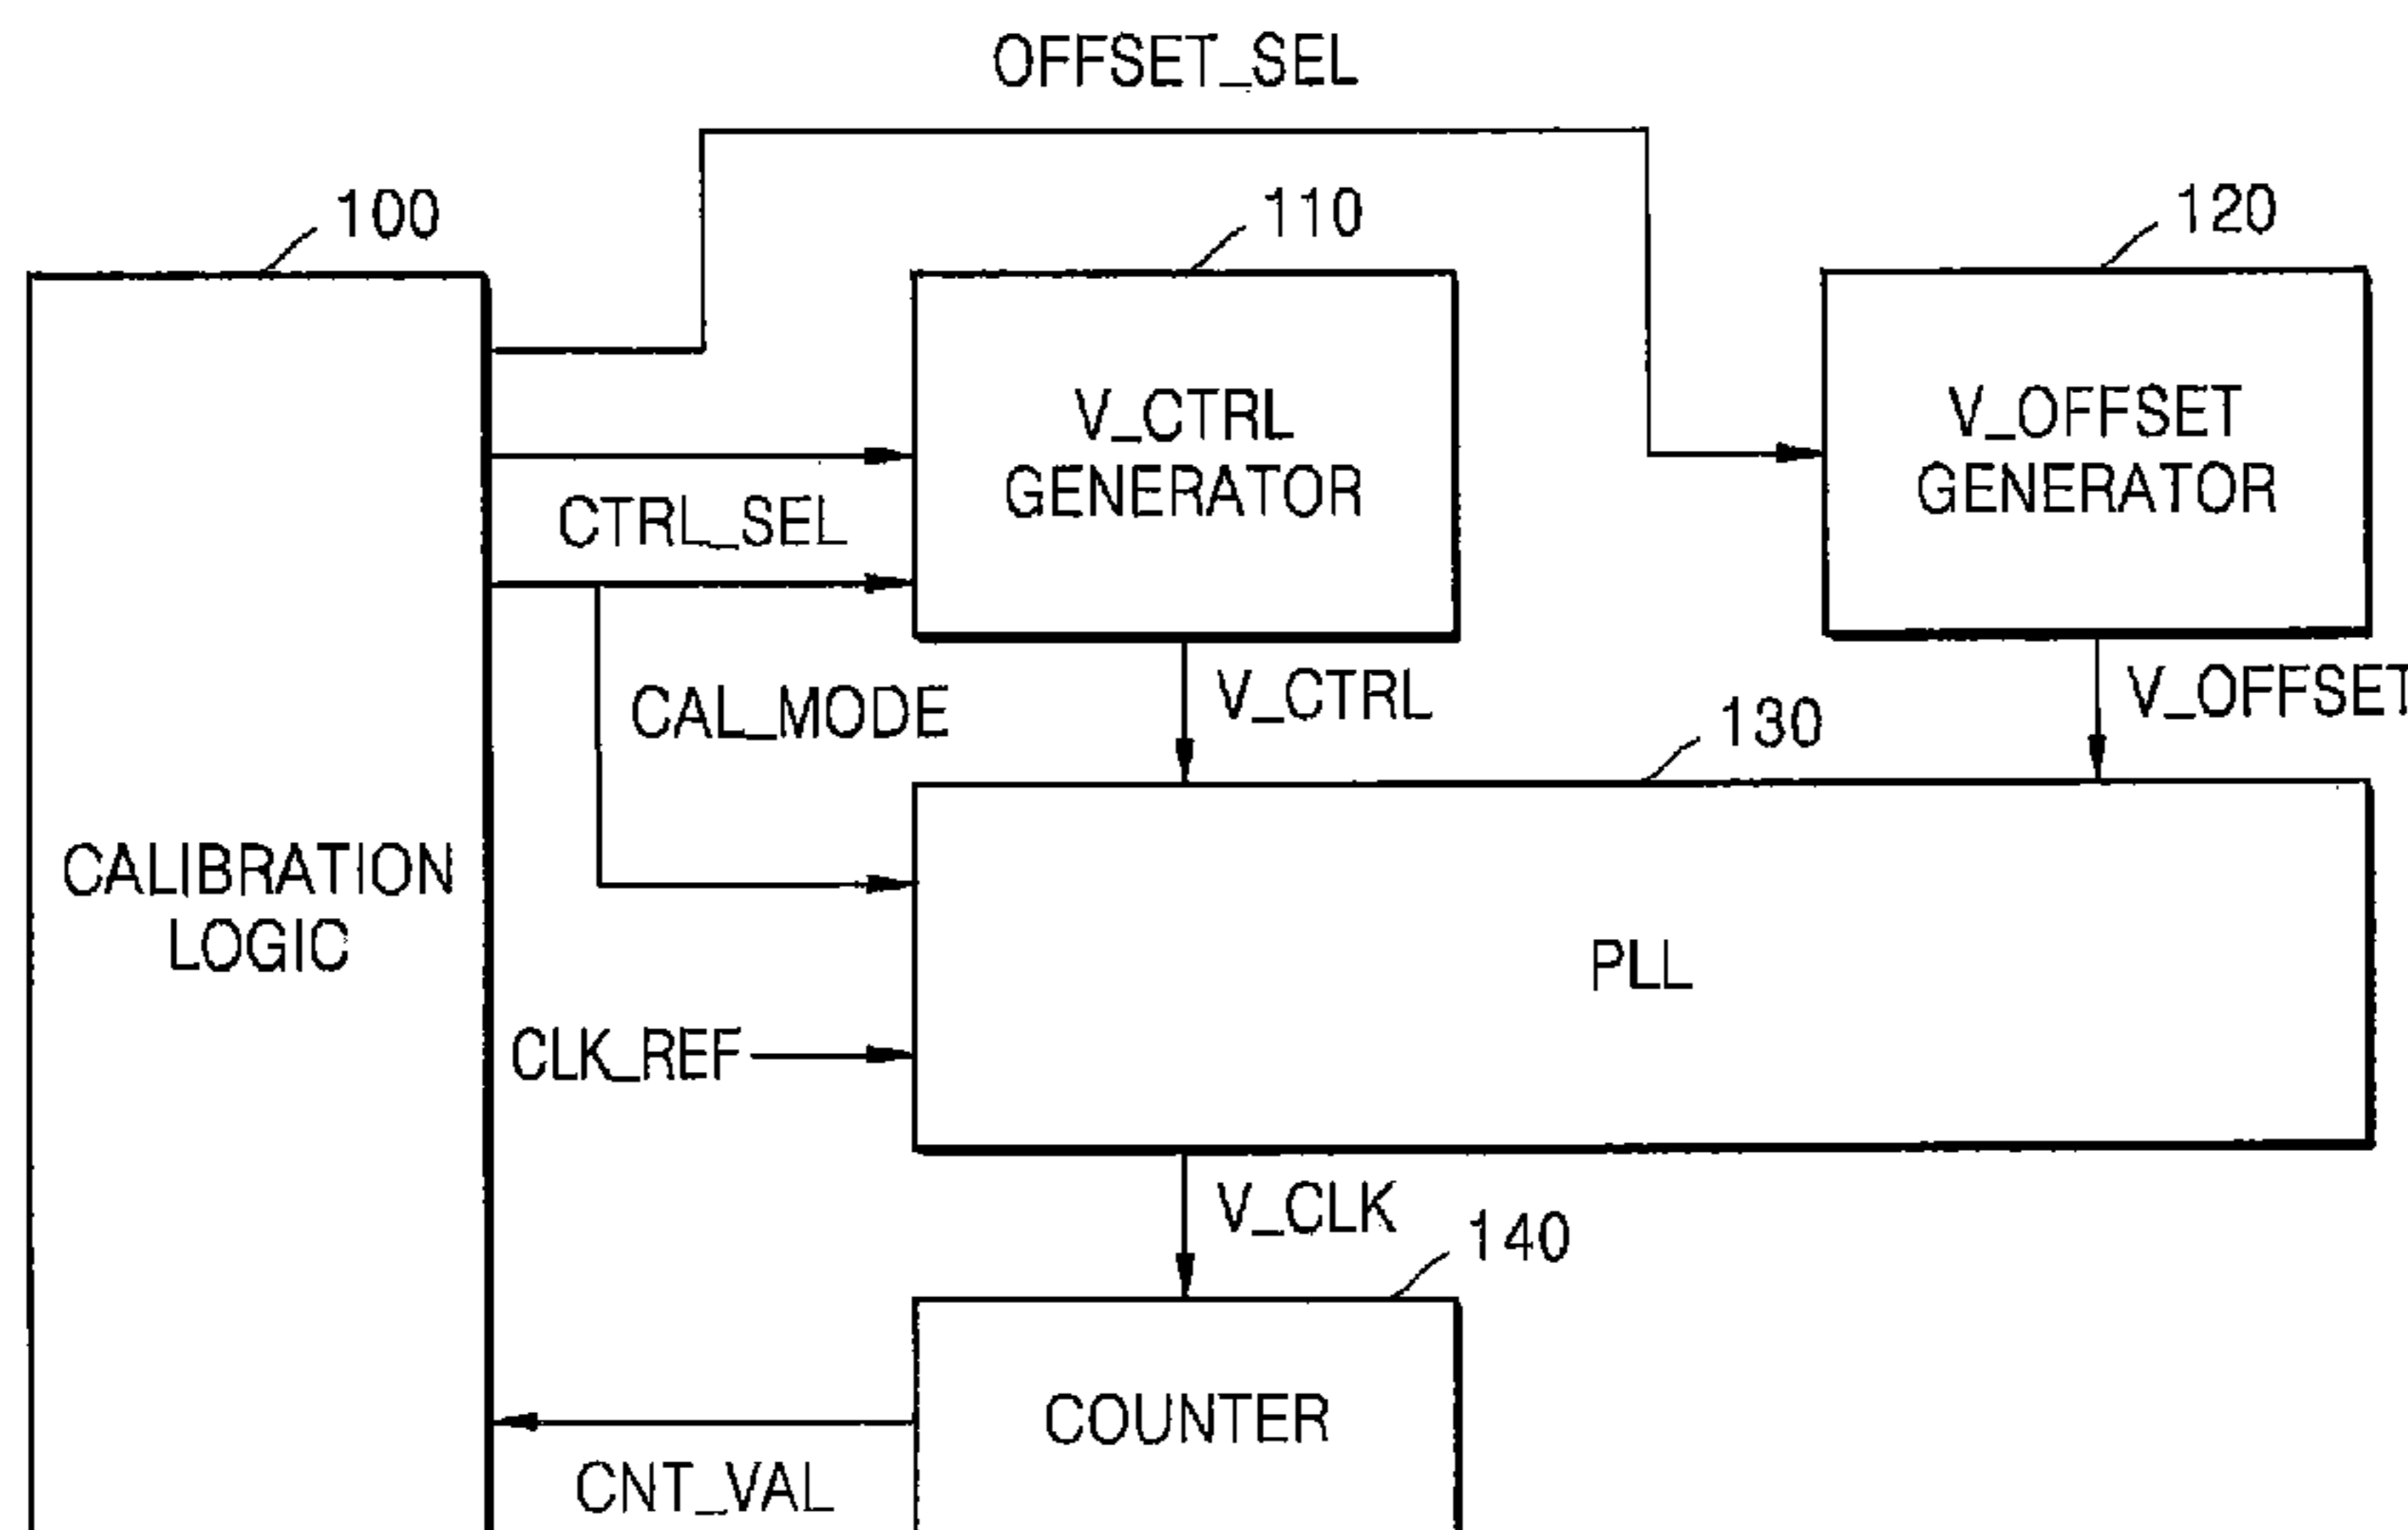 OFFSET_SEL
100
110
120
V_CTRL
GENERATOR
V_OFFSET
GENERATOR
CTRL_SEL
CAL_MODE
V_CTRL
V_OFFSET
130
CALIBRATION
LOGIC
PLL
CLK_REF
V_CLK
140
COUNTER
CNT_VAL